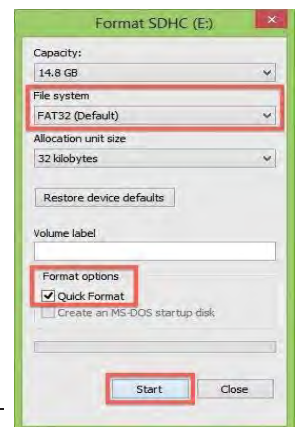 Format SDHC (E:)
Capacity:
14.8 GB
File system
FAT32 (Default)
Allocation unit size
32 kilobytes
Restore device defaults
Volume label
Format options
Quick Format
Create an MS-DOS startup disk
Start Close